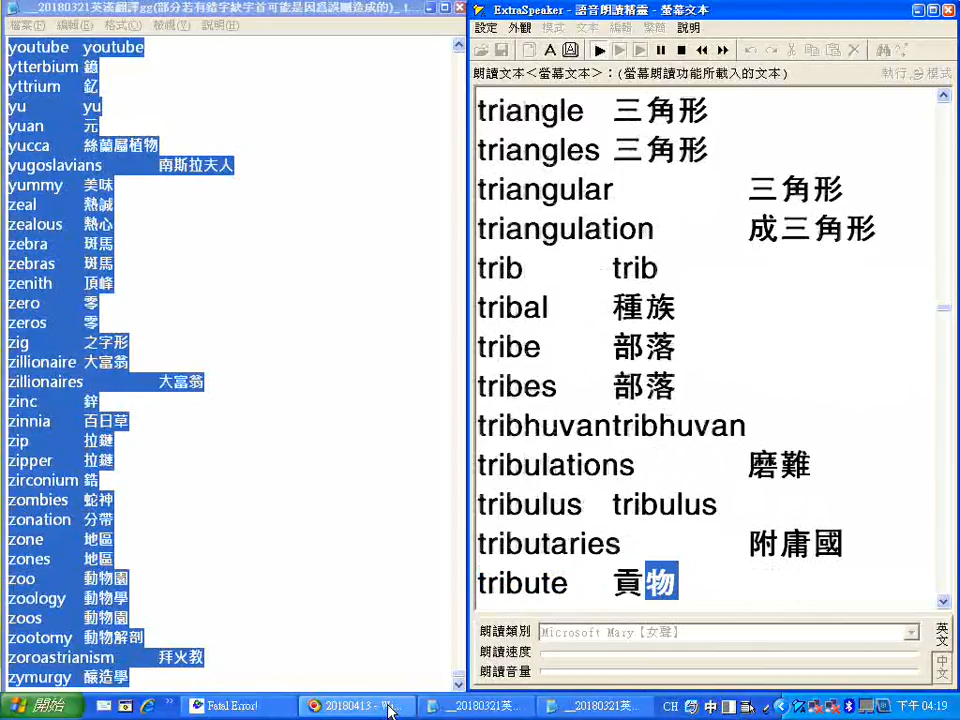 __20180321英漢翻譯gg(部分若有錯字缺字首可能是因為誤刪造成的)_
檔案(F) 編輯(E) 格式(O) 檢視(V) 說明(H)
youtube youtube
ytterbium 鐿
yttrium 釔
yu yu
yuan 元
yucca 絲蘭屬植物
yugoslavians 南斯拉夫人
yummy 美味
zeal 熱誠
zealous 熱心
zebra 斑馬
zebras 斑馬
zenith 頂峰
zero 零
zeros 零
zig 之字形
zillionaire 大富翁
zillionaires 大富翁
zinc 鋅
zinnia 百日草
zip 拉鏈
zipper 拉鏈
zirconium 鋯
zombies 蛇神
zonation 分帶
zone 地區
zones 地區
zoo 動物園
zoology 動物學
zoos 動物園
zootomy 動物解剖
zoroastrianism 拜火教
zymurgy 釀造學
ExtraSpeaker - 語音朗讀精靈 - 螢幕文本
設定 外觀 模式 文本 編輯 繁簡 說明
朗讀文本<螢幕文本>：(螢幕朗讀功能所載入的文本) 執行 模式
triangle 三角形
triangles 三角形
triangular 三角形
triangulation 成三角形
trib trib
tribal 種族
tribe 部落
tribes 部落
tribhuvantribhuvan
tribulations 磨難
tribulus tribulus
tributaries 附庸國
tribute 貢物
朗讀類別 Microsoft Mary【女聲】
朗讀速度
朗讀音量
英文
中文
開始 Fatal Error! 20180413 - __20180321英... __20180321英... CH 中 下午 04:19